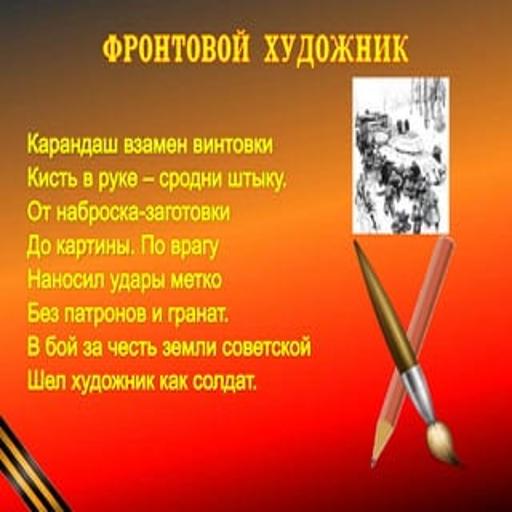 ФРОНТОВОЙ ХУДОЖНИК
Карандаш взамен винтовки
Кисть в руке – сродни штыку.
От наброска-заготовки
До картины. По врагу
Наносил удары метко
Без патронов и гранат.
В бой за честь земли советской
Шел художник как солдат.